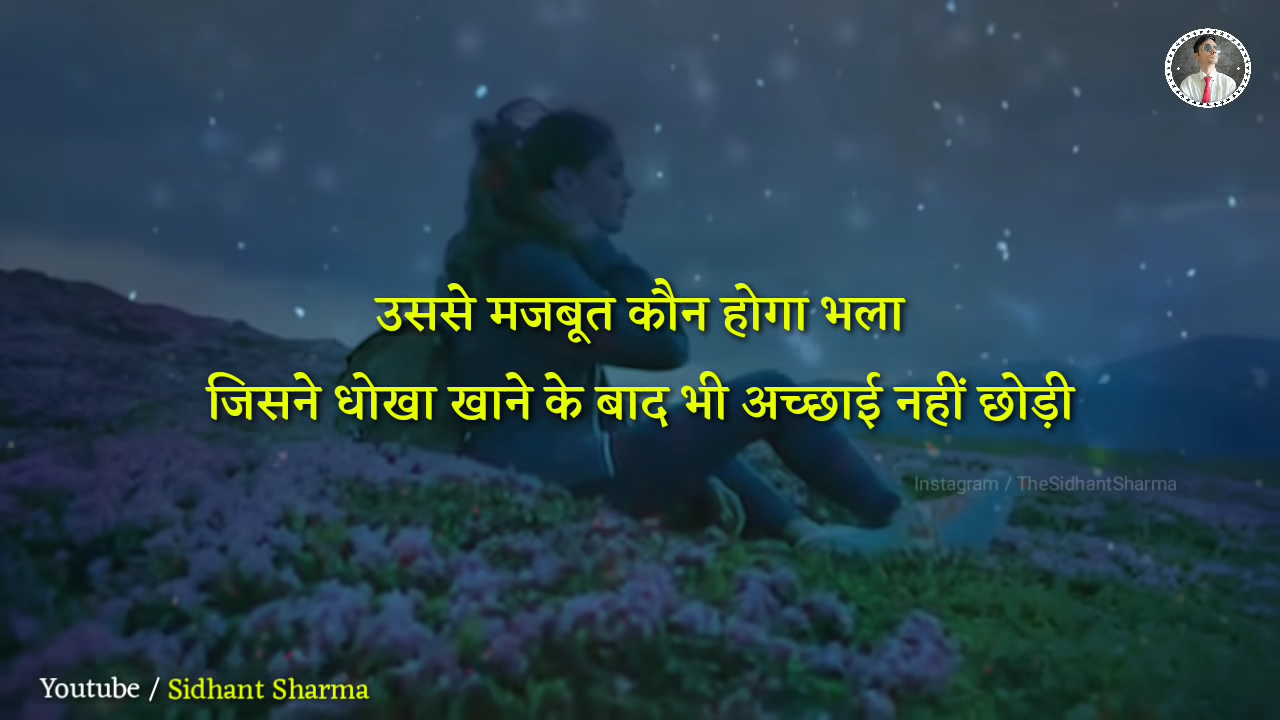 उससे मजबूत कौन होगा भला
जिसने धोखा खाने के बाद भी अच्छाई नहीं छोड़ी
Instagram / TheSidhantSharma
Youtube / Sidhant Sharma